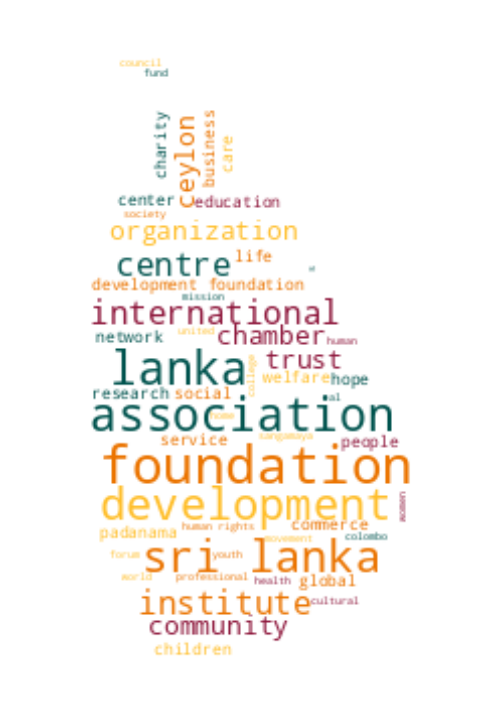 council
fund
charity
ceylon
business
care
center
education
society
organization
centre
life
development foundation
mission
international
network
united
chamber
human
lanka
trust
college
welfare
hope
research
social
al
association
home
service
sangamaya
people
foundation
development
women
padanama
human rights
commerce
movement
colombo
forum
sri lanka
youth
world
professional
health
global
institute
cultural
community
children